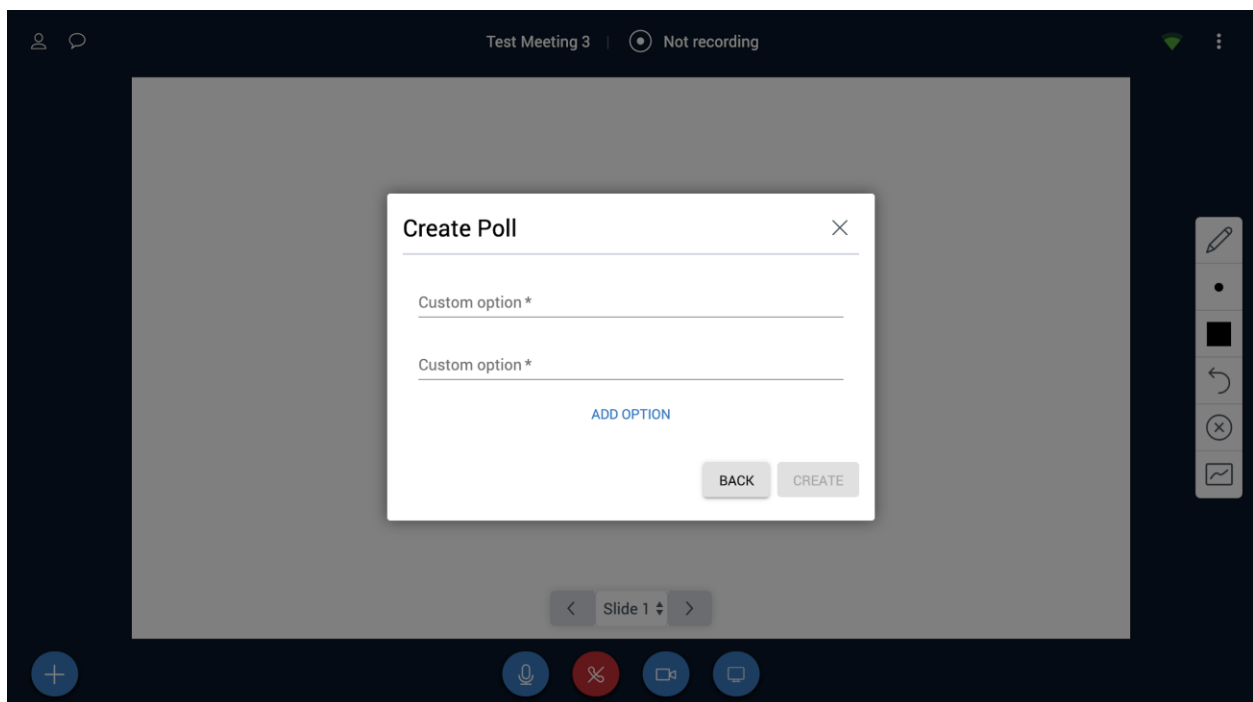 Test Meeting 3 | Not recording
Create Poll
Custom option *
Custom option *
ADD OPTION
BACK CREATE
Slide 1